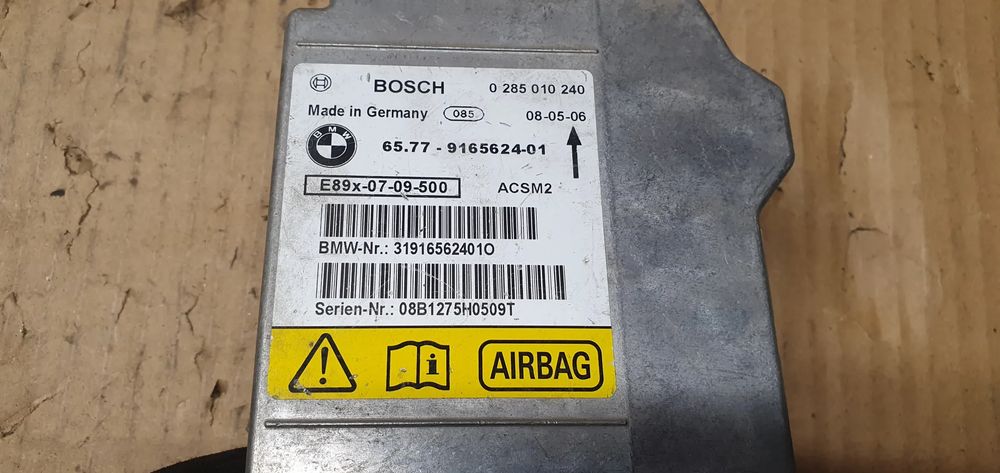 BOSCH 0 285 010 240
Made in Germany 085 08-05-06
BMW 65.77 - 9165624-01
E89x-07-09-500 ACSM2
BMW-Nr.: 31916562401O
Serien-Nr.: 08B1275H0509T
! i AIRBAG